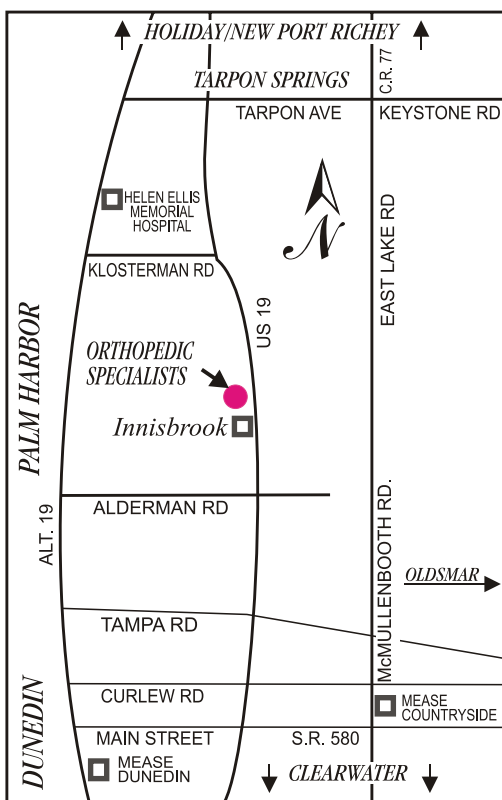 HOLIDAY/NEW PORT RICHEY
C.R. 77
TARPON SPRINGS
TARPON AVE
KEYSTONE RD
HELEN ELLIS
MEMORIAL
HOSPITAL
N
EAST LAKE RD
KLOSTERMAN RD
US 19
PALM HARBOR
ORTHOPEDIC
SPECIALISTS
Innisbrook
ALDERMAN RD
ALT. 19
McMULLENBOOTH RD.
OLDSMAR
TAMPA RD
CURLEW RD
MEASE
COUNTRYSIDE
DUNEDIN
MAIN STREET
S.R. 580
MEASE
DUNEDIN
CLEARWATER